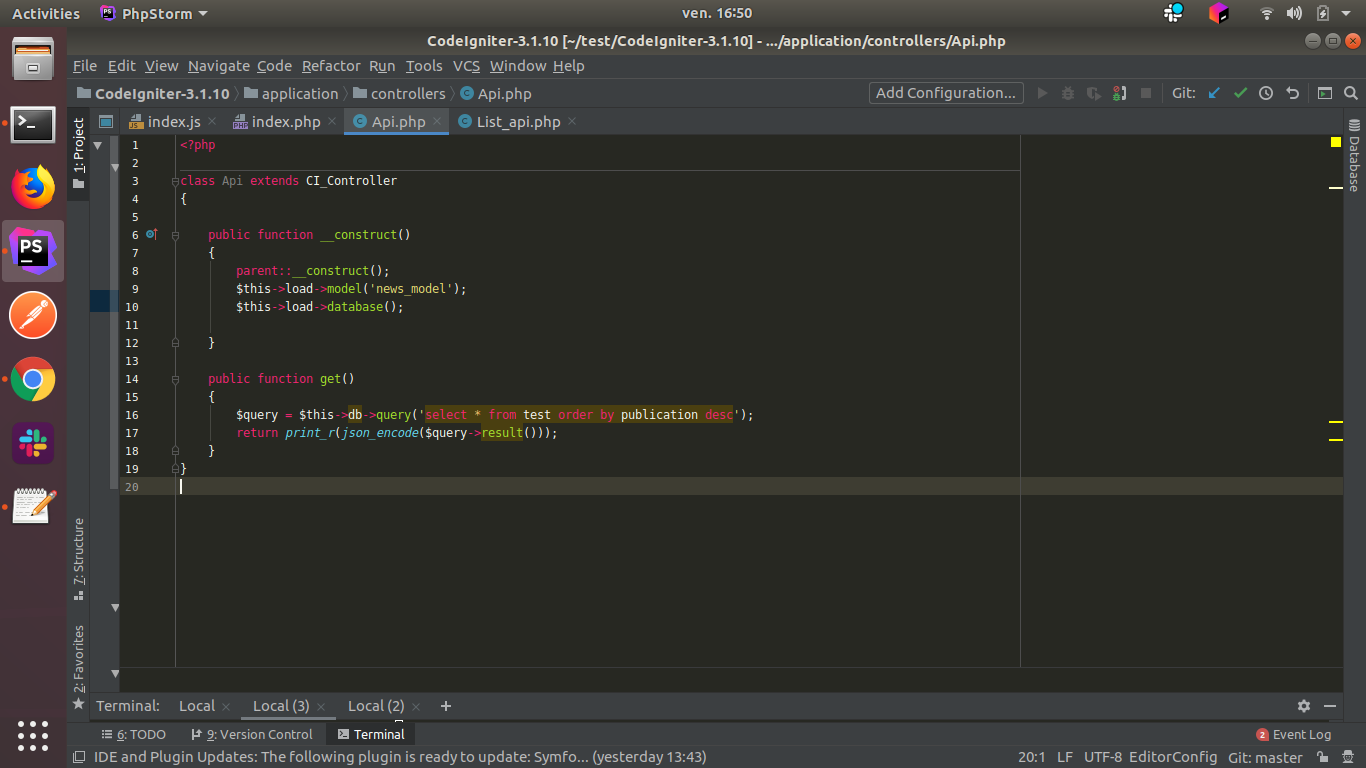 Activities PhpStorm ven. 16:50
CodeIgniter-3.1.10 [~/test/CodeIgniter-3.1.10] - .../application/controllers/Api.php
File Edit View Navigate Code Refactor Run Tools VCS Window Help
CodeIgniter-3.1.10 application controllers Api.php Add Configuration... Git:
index.js index.php Api.php List_api.php
1: Project
7: Structure
2: Favorites
Database
PS
1 <?php
2
3 class Api extends CI_Controller
4 {
5
6     public function __construct()
7     {
8         parent::__construct();
9         $this->load->model('news_model');
10         $this->load->database();
11
12     }
13
14     public function get()
15     {
16         $query = $this->db->query('select * from test order by publication desc');
17         return print_r(json_encode($query->result()));
18     }
19 }
20
Terminal: Local Local (3) Local (2)
6: TODO 9: Version Control Terminal 2 Event Log
IDE and Plugin Updates: The following plugin is ready to update: Symfo... (yesterday 13:43) 20:1 LF UTF-8 EditorConfig Git: master